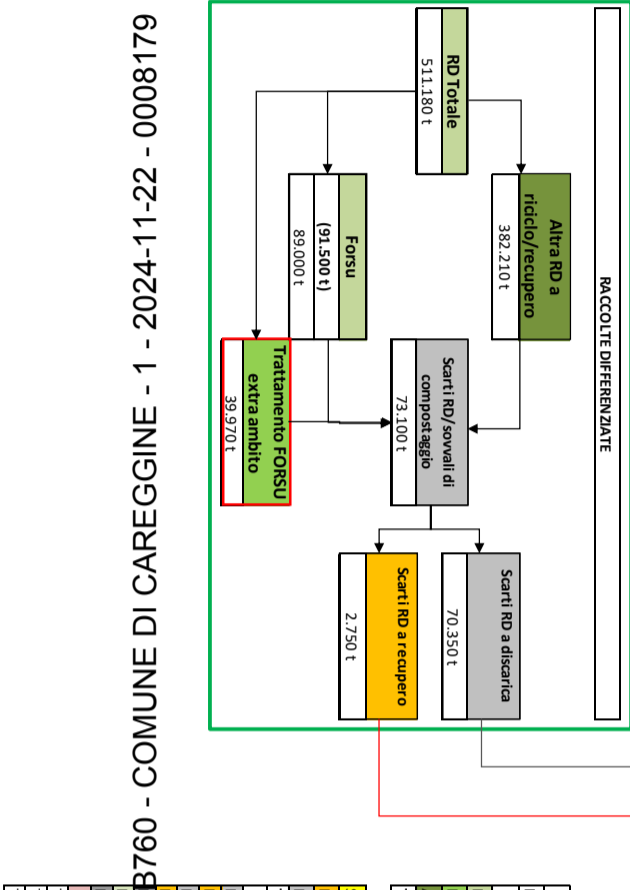 RACCOLTE DIFFERENZIATE
RD Totale
511.180 t
Altra RD a
riciclo/recupero
382.210 t
Forsu
(91.500 t)
89.000 t
Trattamento FORSU
extra ambito
39.970 t
Scarti RD/sovvali di
compostaggio
73.100 t
Scarti RD a discarica
70.350 t
Scarti RD a recupero
2.750 t
B760 - COMUNE DI CAREGGINE - 1 - 2024-11-22 - 0008179